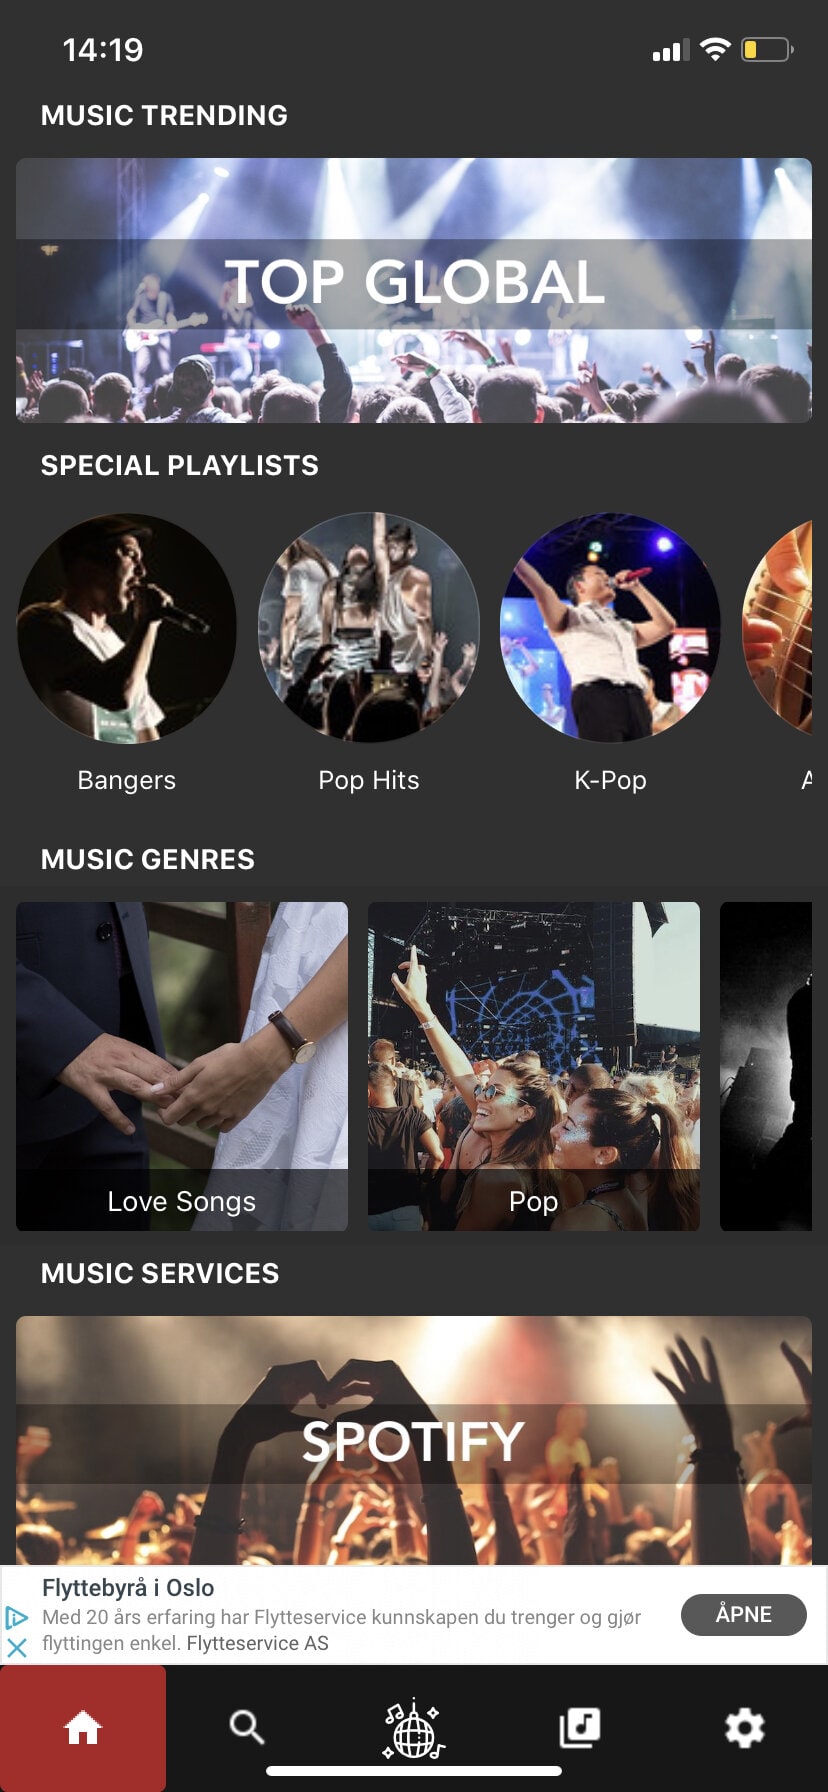 14:19
MUSIC TRENDING
TOP GLOBAL
SPECIAL PLAYLISTS
Bangers
Pop Hits
K-Pop
A
MUSIC GENRES
Love Songs
Pop
MUSIC SERVICES
SPOTIFY
Flyttebyrå i Oslo
Med 20 års erfaring har Flytteservice kunnskapen du trenger og gjør
flyttingen enkel. Flytteservice AS
ÅPNE